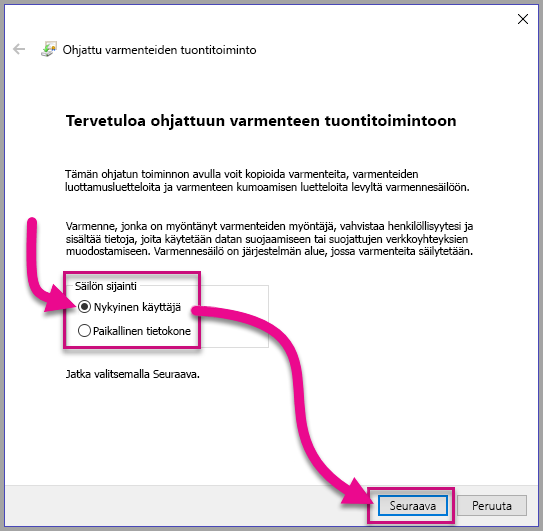 Ohjattu varmenteiden tuontitoiminto
Tervetuloa ohjattuun varmenteen tuontitoimintoon
Tämän ohjatun toiminnon avulla voit kopioida varmenteita, varmenteiden
luottamusluetteloita ja varmenteen kumoamisen luetteloita levyltä varmennesäilöön.
Varmenne, jonka on myöntänyt varmenteiden myöntäjä, vahvistaa henkilöllisyytesi ja
sisältää tietoja, joita käytetään datan suojaamiseen tai suojattujen verkkoyhteyksien
muodostamiseen. Varmennesäilö on järjestelmän alue, jossa varmenteita säilytetään.
Säilön sijainti
Nykyinen käyttäjä
Paikallinen tietokone
Jatka valitsemalla Seuraava.
Seuraava Peruuta